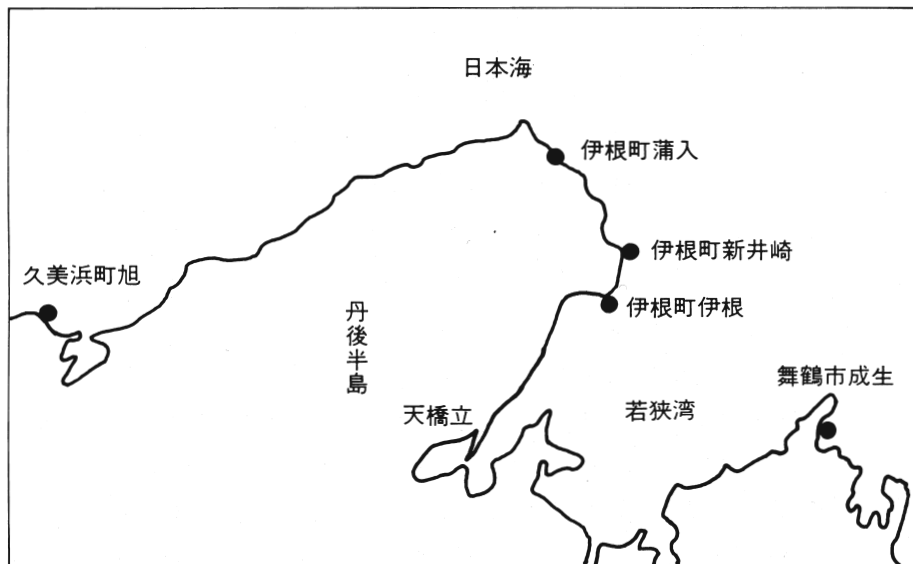 日本海
伊根町蒲入
伊根町新井崎
久美浜町旭
伊根町伊根
丹後半島
舞鶴市成生
天橋立
若狭湾